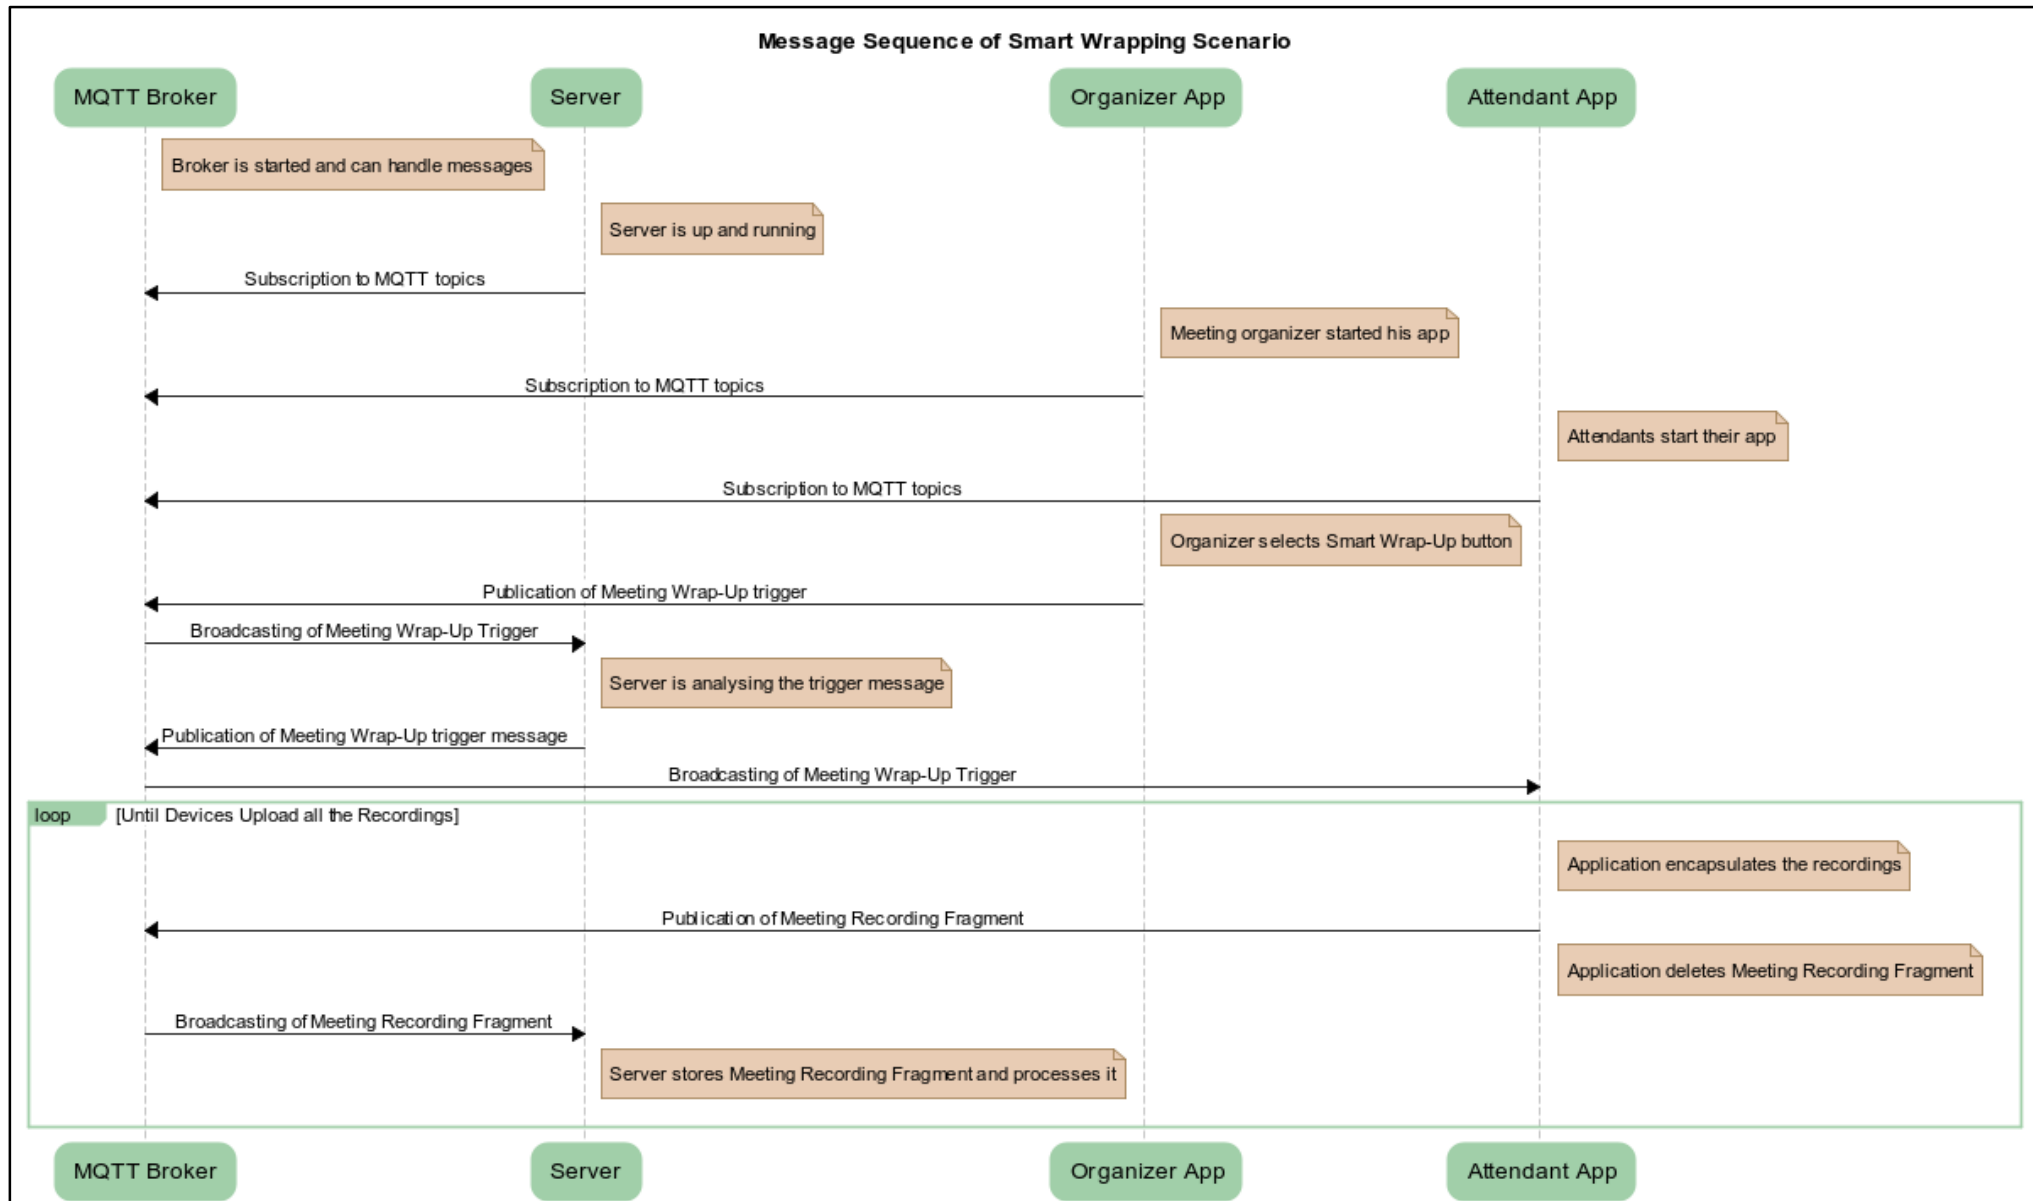 Message Sequence of Smart Wrapping Scenario
MQTT Broker
Server
Organizer App
Attendant App
Broker is started and can handle messages
Server is up and running
Subscription to MQTT topics
Meeting organizer started his app
Subscription to MQTT topics
Attendants start their app
Subscription to MQTT topics
Organizer selects Smart Wrap-Up button
Publication of Meeting Wrap-Up trigger
Broadcasting of Meeting Wrap-Up Trigger
Server is analysing the trigger message
Publication of Meeting Wrap-Up trigger message
Broadcasting of Meeting Wrap-Up Trigger
loop
[Until Devices Upload all the Recordings]
Application encapsulates the recordings
Publication of Meeting Recording Fragment
Application deletes Meeting Recording Fragment
Broadcasting of Meeting Recording Fragment
Server stores Meeting Recording Fragment and processes it
MQTT Broker
Server
Organizer App
Attendant App